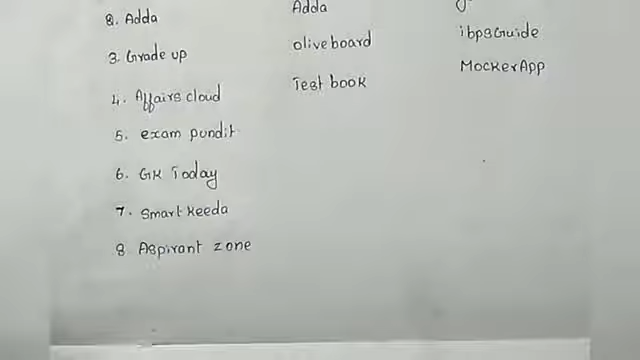 2. Adda
3. Grade up
4. Affairs cloud
5. exam pundit
6. GK Today
7. Smart Keeda
8. Aspirant zone
Adda
oliveboard
Test book
ibpsGuide
MockerApp